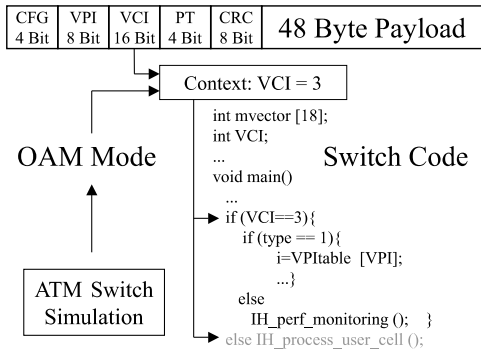 CFG VPI VCI PT CRC 48 Byte Payload
4 Bit 8 Bit 16 Bit 4 Bit 8 Bit
Context: VCI = 3
int mvector [18];
int VCI;
...
void main()
...
if (VCI==3){
if (type == 1){
i=VPItable [VPI];
...}
else
IH_perf_monitoring (); }
else IH_process_user_cell ();
OAM Mode
Switch Code
ATM Switch
Simulation